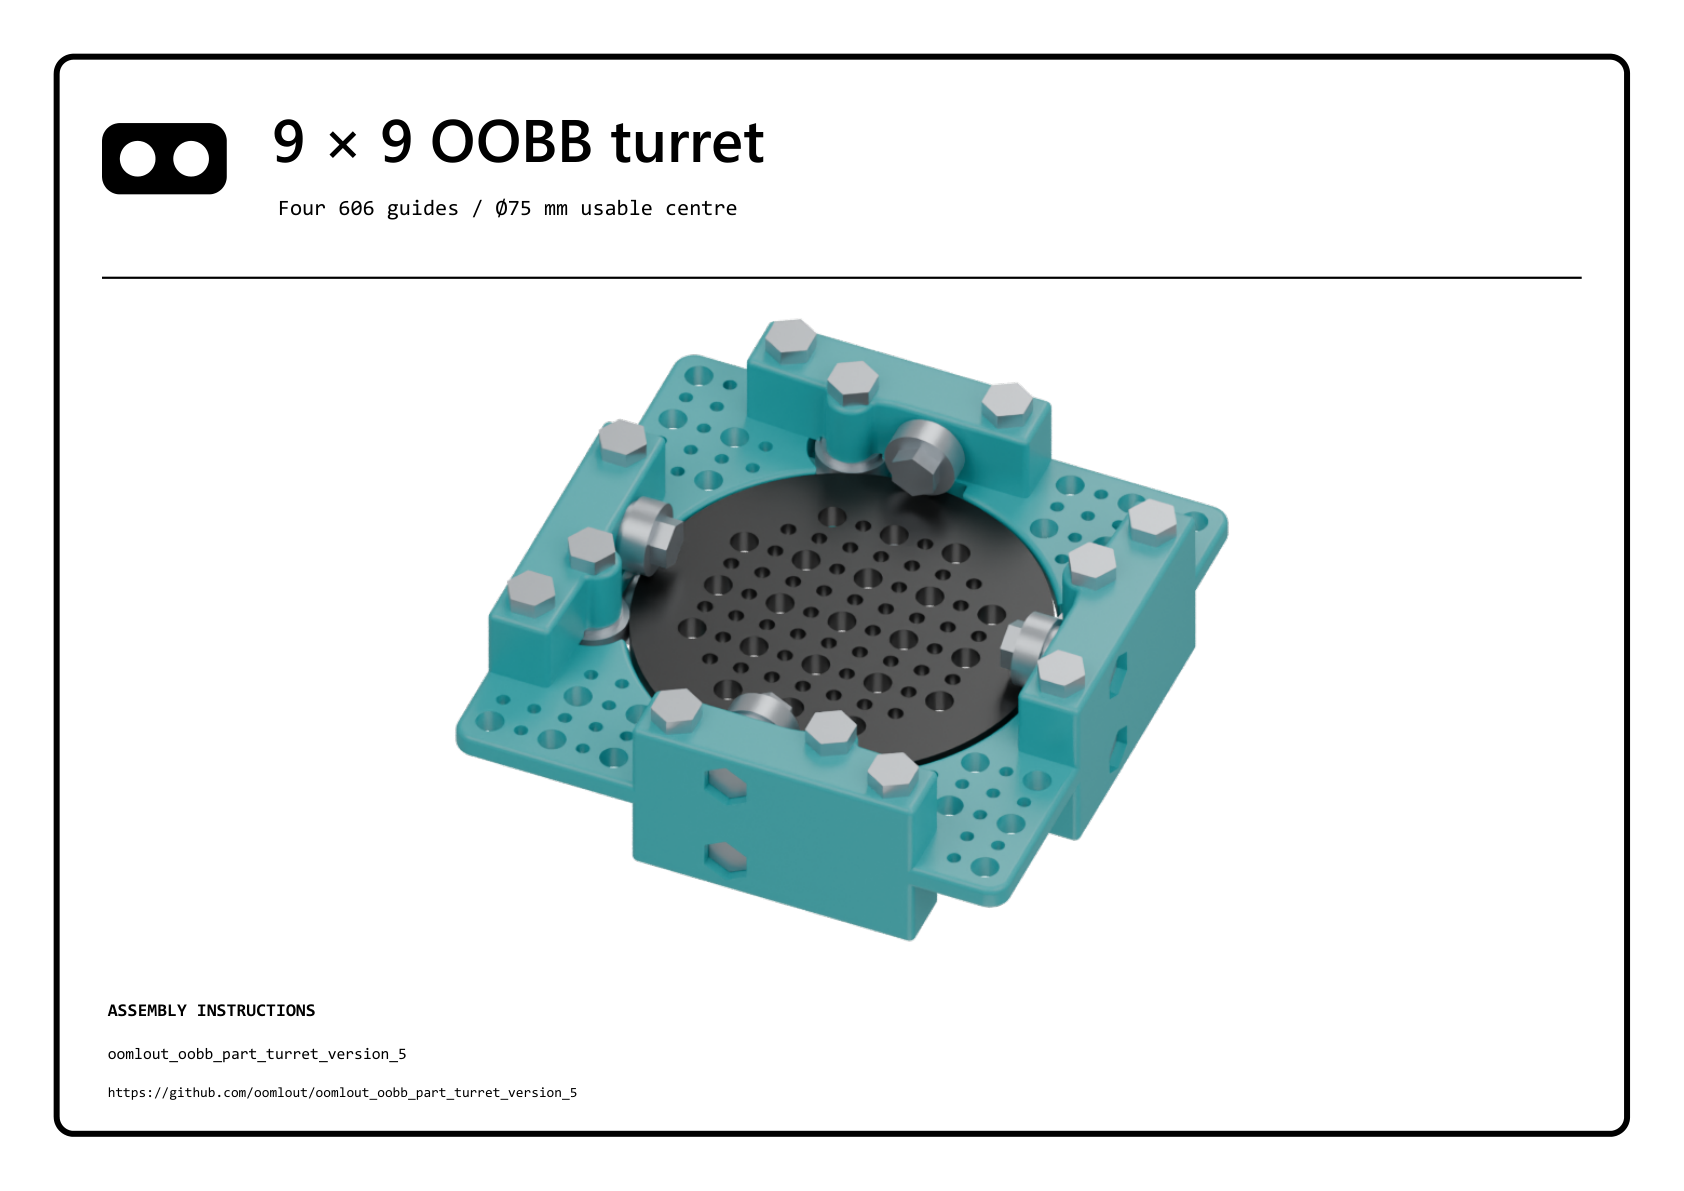 9 × 9 OOBB turret
Four 606 guides / Ø75 mm usable centre
ASSEMBLY INSTRUCTIONS
oomlout_oobb_part_turret_version_5
https://github.com/oomlout/oomlout_oobb_part_turret_version_5